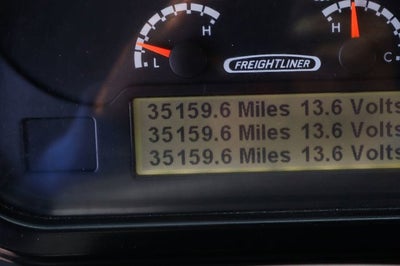 H
H
L
FREIGHTLINER
C
35159.6 Miles 13.6 Volts
35159.6 Miles 13.6 Volts
35159.6 Miles 13.6 Volts